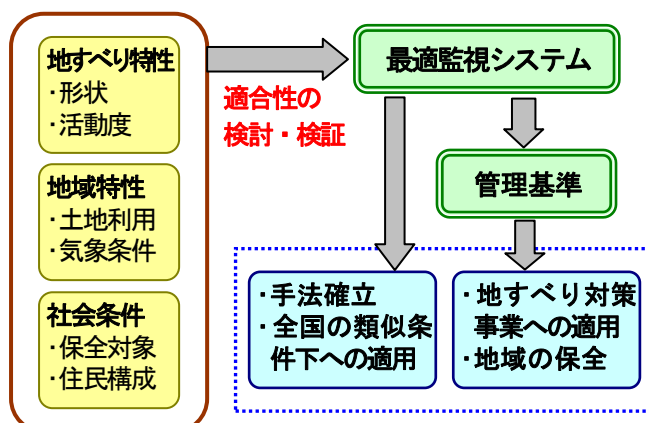 地すべり特性
・形状
・活動度
地域特性
・土地利用
・気象条件
社会条件
・保全対象
・住民構成
適合性の
検討・検証
最適監視システム
管理基準
・手法確立
・全国の類似条
件下への適用
・地すべり対策
事業への適用
・地域の保全